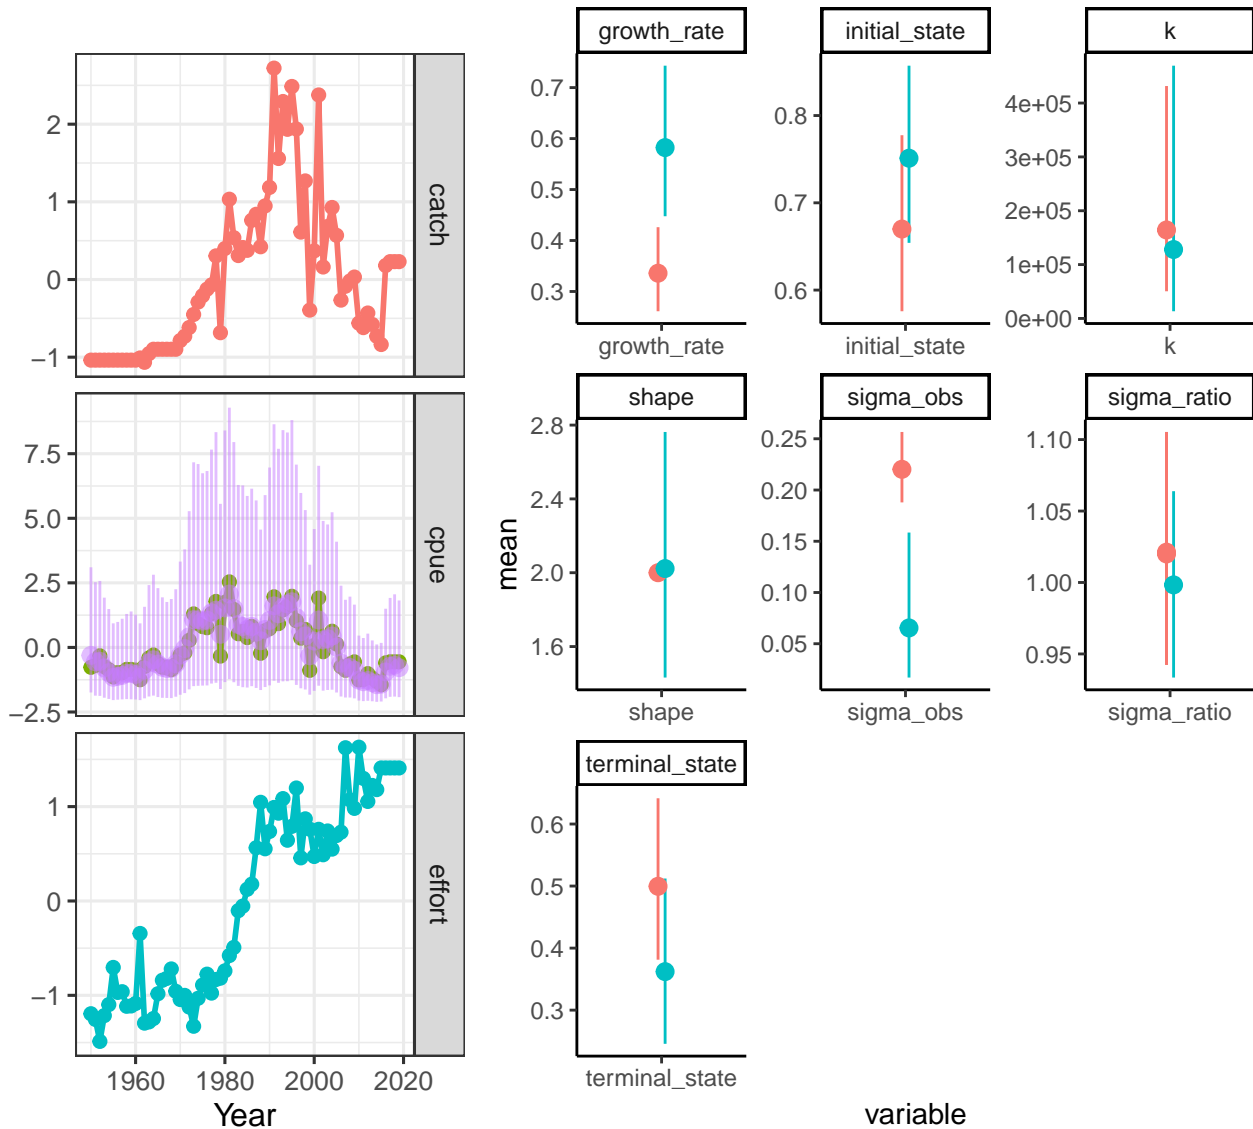 2
1
0
−1
catch
7.5
5.0
2.5
0.0
−2.5
cpue
1
0
−1
effort
1960 1980 2000 2020
Year
mean
growth_rate
0.7
0.6
0.5
0.4
0.3
growth_rate
initial_state
0.8
0.7
0.6
initial_state
k
4e+05
3e+05
2e+05
1e+05
0e+00
k
shape
2.8
2.4
2.0
1.6
shape
sigma_obs
0.25
0.20
0.15
0.10
0.05
sigma_obs
sigma_ratio
1.10
1.05
1.00
0.95
sigma_ratio
terminal_state
0.6
0.5
0.4
0.3
terminal_state
variable